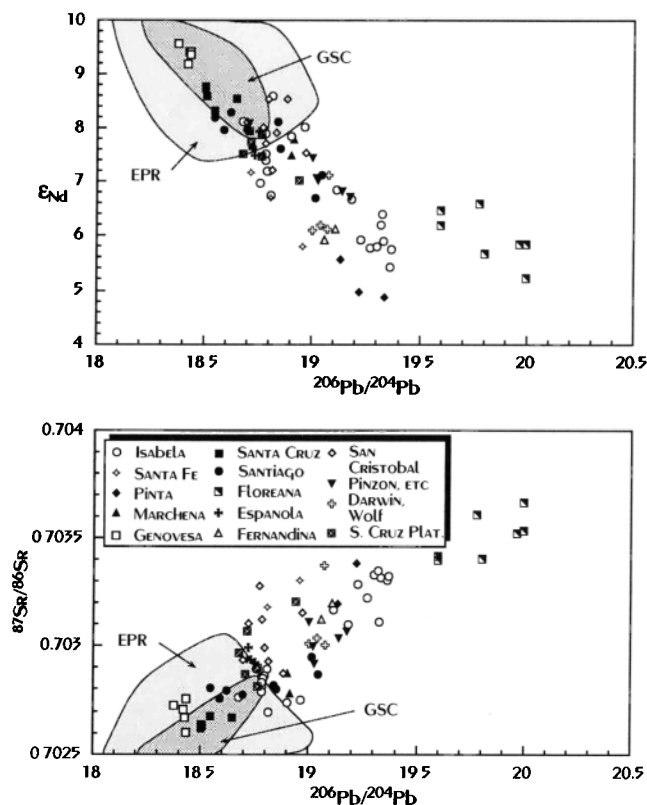 10
9
8
7
6
5
4
εNd
GSC
EPR
18
18 5
19
19 5
20
20.5
206Pb/204Pb
0.704
0 7035
0.703
0 7025
87Sr/86Sr
Isabela
Santa Fe
Pinta
Marchena
Genovesa
Santa Cruz
Santiago
Floreana
Espanola
Fernandina
San
Cristobal
Pinzon, etc
Darwin,
Wolf
S. Cruz Plat.
EPR
GSC
18
18 5
19
19 5
20
20 5
206Pb/204Pb